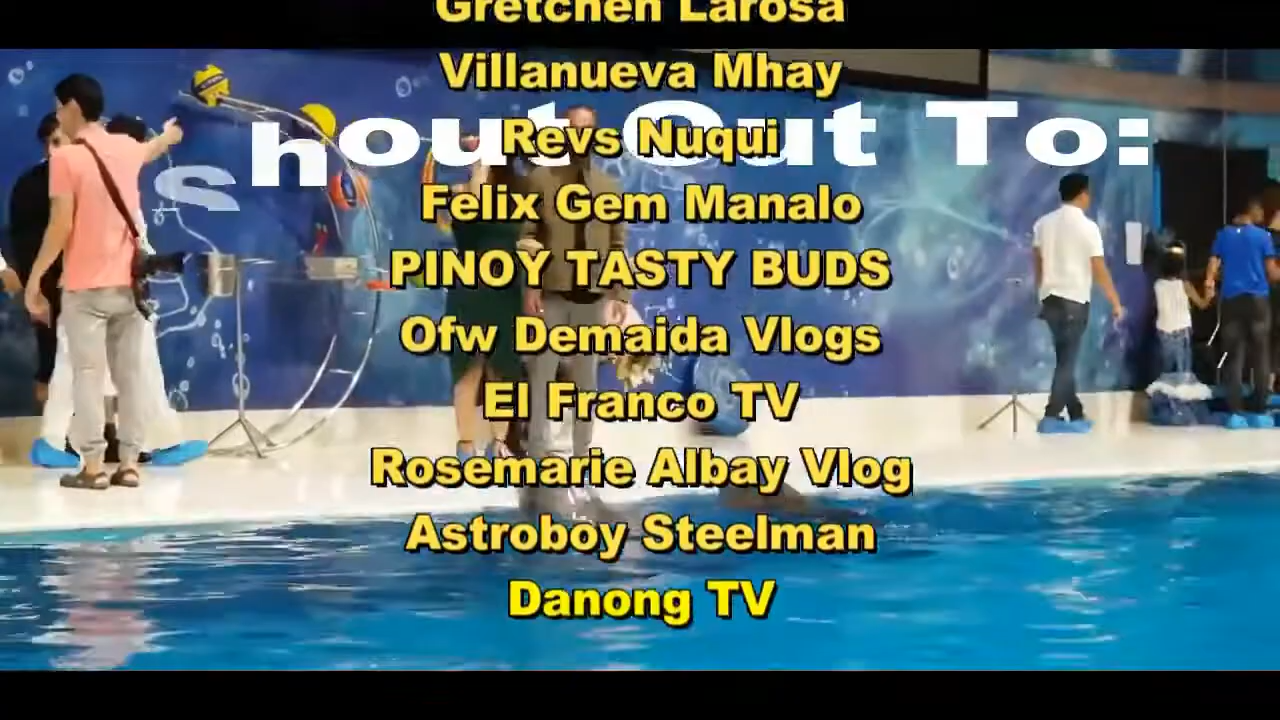 Gretchen Larosa
Villanueva Mhay
Shout Out To:
Revs Nuqui
Felix Gem Manalo
PINOY TASTY BUDS
Ofw Demaida Vlogs
El Franco TV
Rosemarie Albay Vlog
Astroboy Steelman
Danong TV